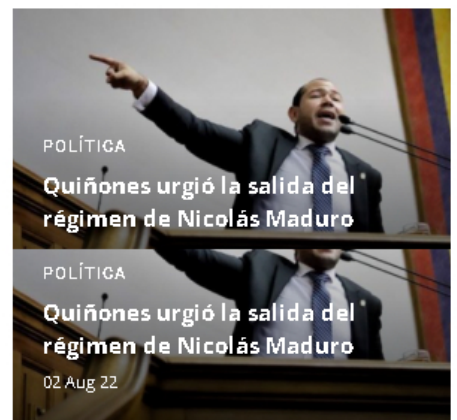 POLÍTICA
Quiñones urgió la salida del
régimen de Nicolás Maduro
POLÍTICA
Quiñones urgió la salida del
régimen de Nicolás Maduro
02 Aug 22